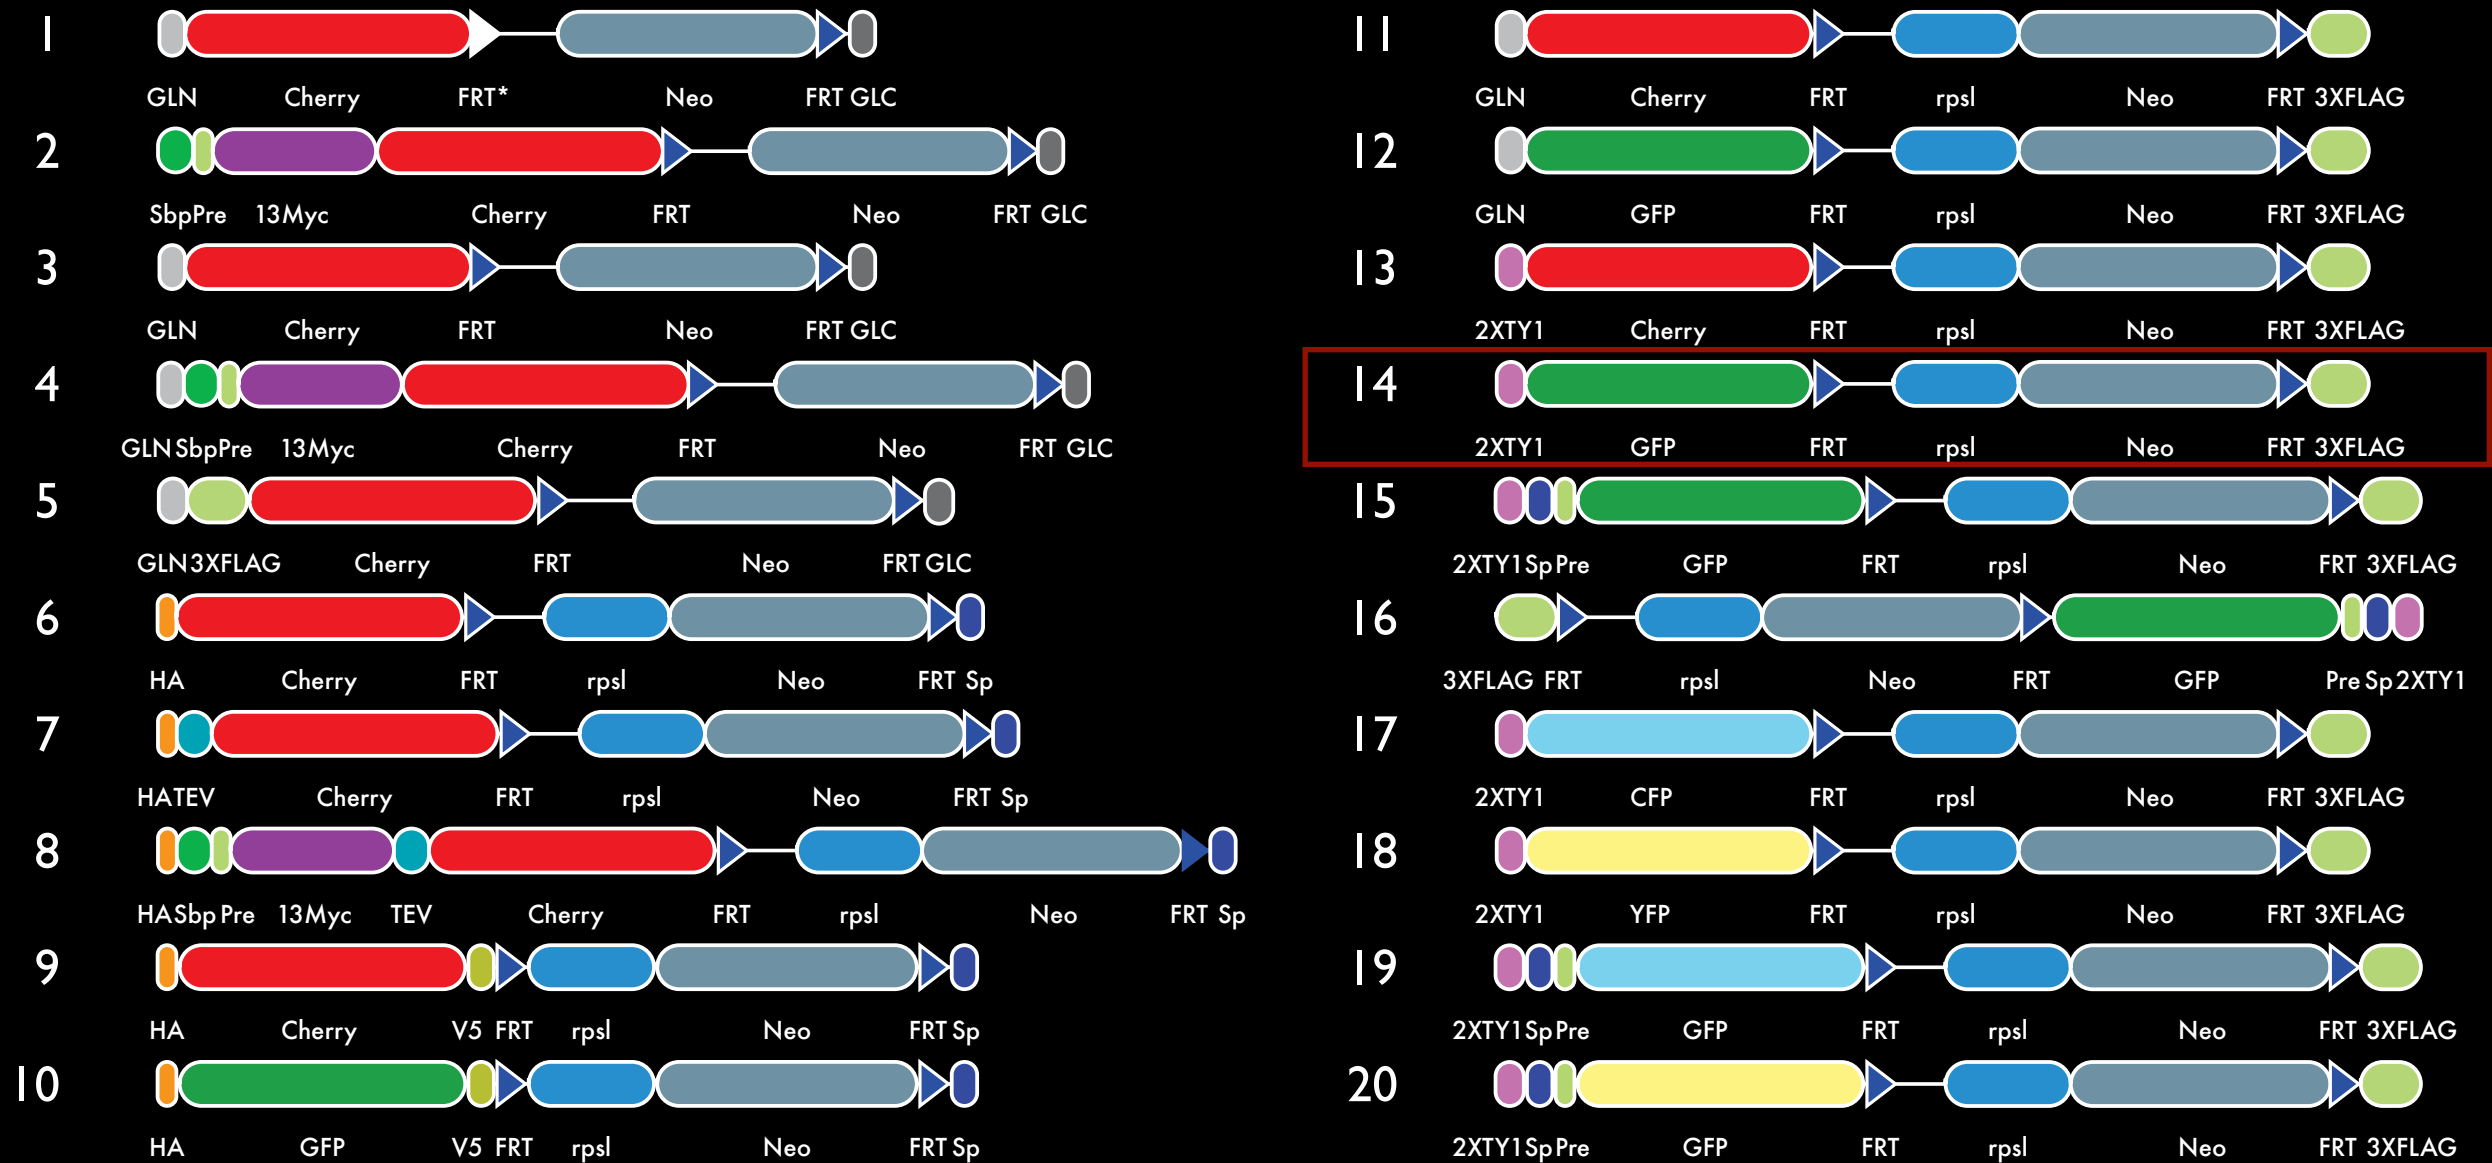 1
GLN Cherry FRT* Neo FRT GLC
2
SbpPre 13Myc Cherry FRT Neo FRT GLC
3
GLN Cherry FRT Neo FRT GLC
4
GLN SbpPre 13Myc Cherry FRT Neo FRT GLC
5
GLN 3XFLAG Cherry FRT Neo FRT GLC
6
HA Cherry FRT rpsl Neo FRT Sp
7
HATEV Cherry FRT rpsl Neo FRT Sp
8
HA Sbp Pre 13Myc TEV Cherry FRT rpsl Neo FRT Sp
9
HA Cherry V5 FRT rpsl Neo FRT Sp
10
HA GFP V5 FRT rpsl Neo FRT Sp
11
GLN Cherry FRT rpsl Neo FRT 3XFLAG
12
GLN GFP FRT rpsl Neo FRT 3XFLAG
13
2XTY1 Cherry FRT rpsl Neo FRT 3XFLAG
14
2XTY1 GFP FRT rpsl Neo FRT 3XFLAG
15
2XTY1 Sp Pre GFP FRT rpsl Neo FRT 3XFLAG
16
3XFLAG FRT rpsl Neo FRT GFP Pre Sp 2XTY1
17
2XTY1 CFP FRT rpsl Neo FRT 3XFLAG
18
2XTY1 YFP FRT rpsl Neo FRT 3XFLAG
19
2XTY1 Sp Pre GFP FRT rpsl Neo FRT 3XFLAG
20
2XTY1 Sp Pre GFP FRT rpsl Neo FRT 3XFLAG